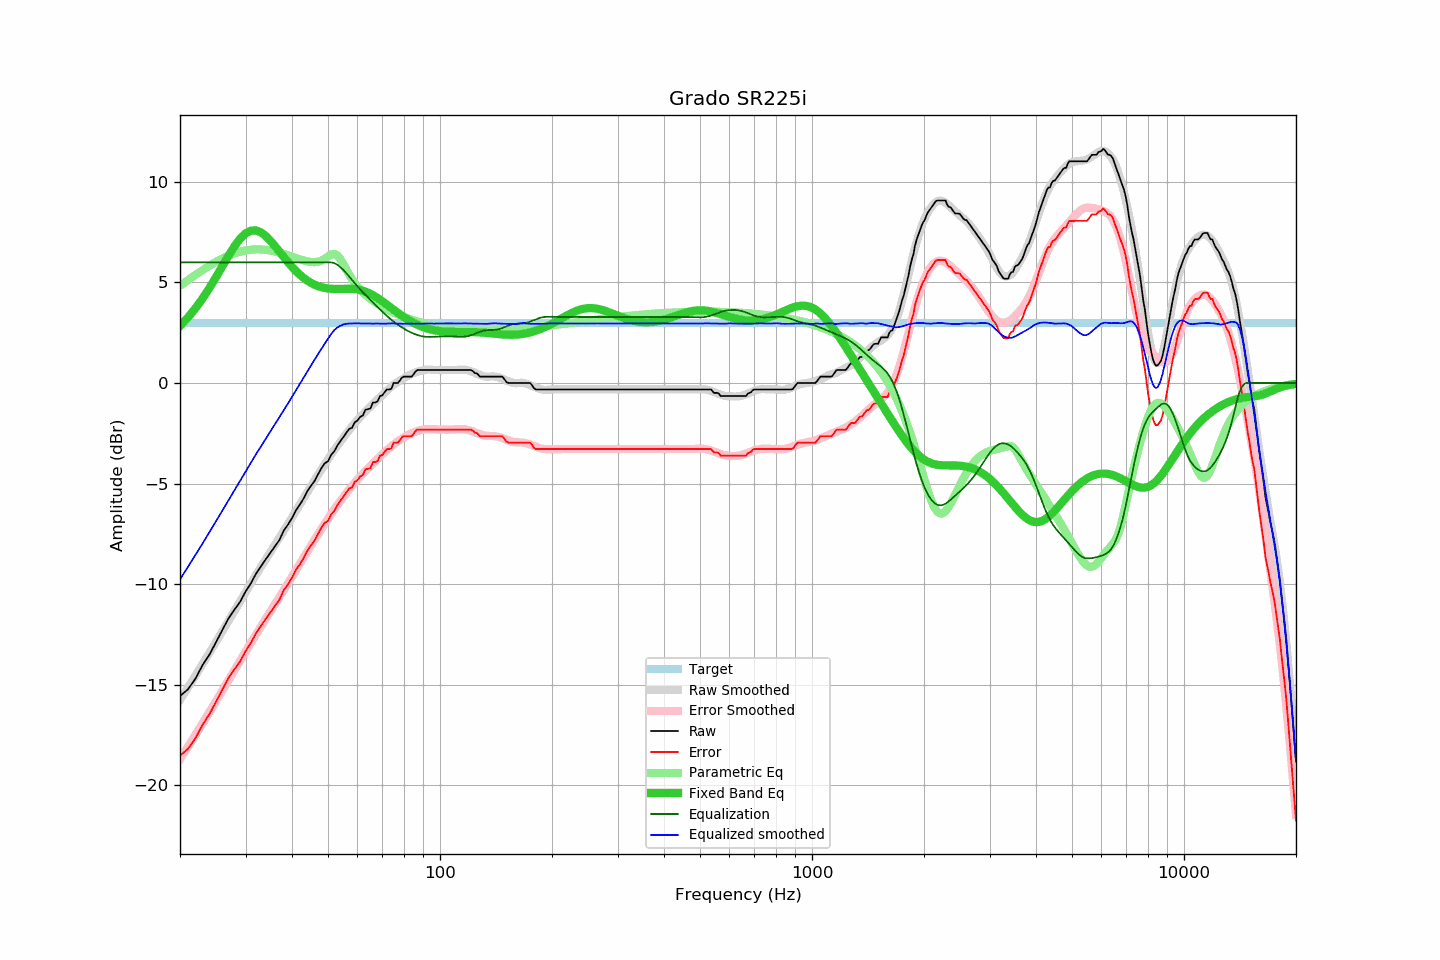 Grado SR225i
10
5
0
−5
−10
−15
−20
Amplitude (dBr)
100
1000
10000
Frequency (Hz)
Target
Raw Smoothed
Error Smoothed
Raw
Error
Parametric Eq
Fixed Band Eq
Equalization
Equalized smoothed